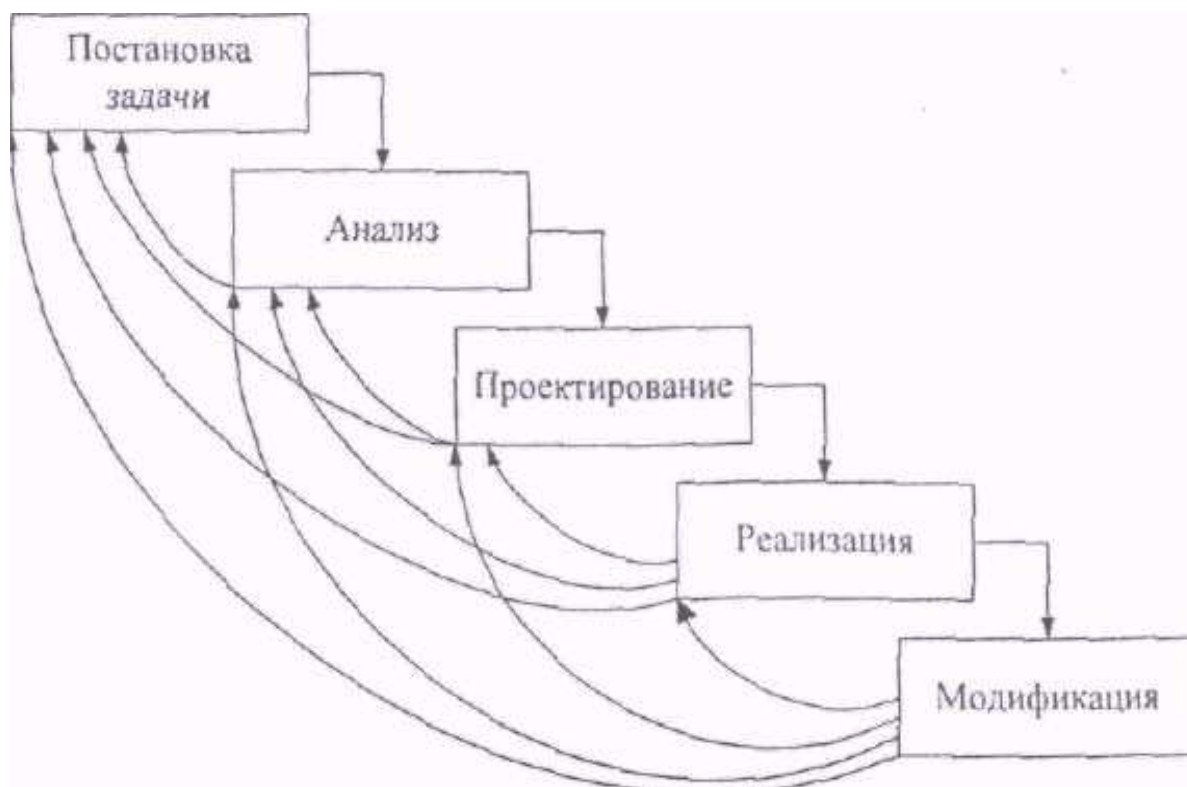 Постановка
задачи
Анализ
Проектирование
Реализация
Модификация